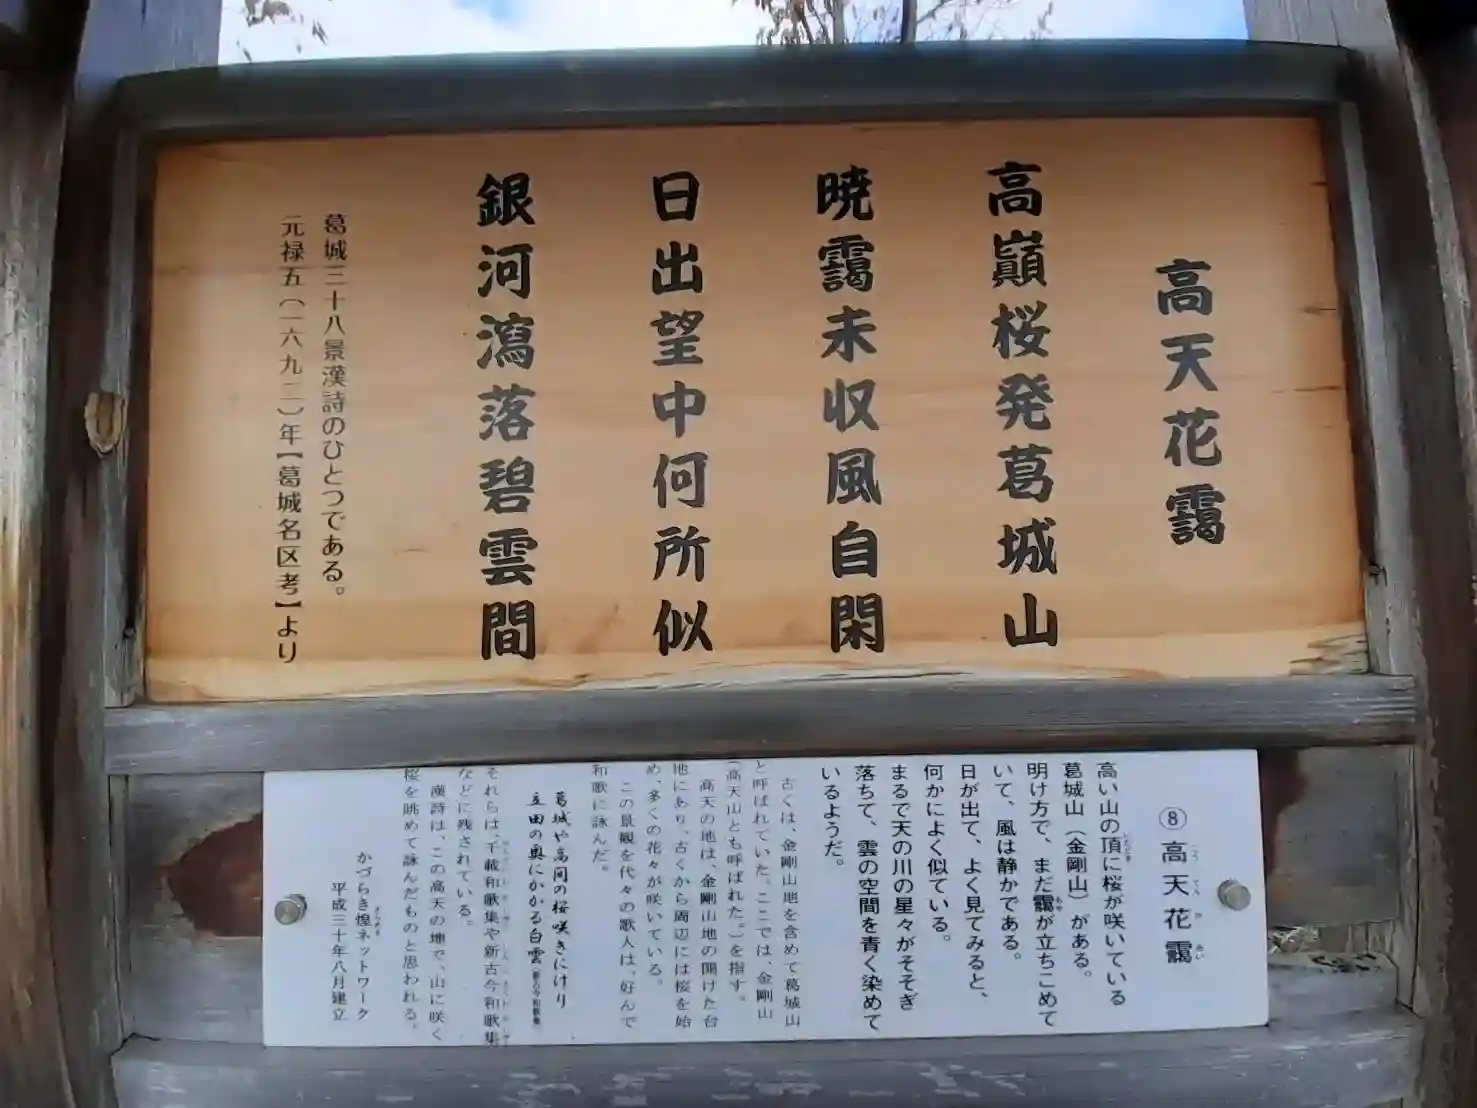 高天花靄
高巓桜発葛城山
暁靄未収風自閑
日出望中何所似
銀河瀉落碧雲間
葛城三十八景漢詩のひとつである。
元禄五(一六九二)年【葛城名区考】より
⑧高天花靄
高い山の頂に桜が咲いている
葛城山(金剛山)がある。
明け方で、まだ靄が立ちこめて
いて、風は静かである。
日が出て、よく見てみると、
何かによく似ている。
まるで天の川の星々がそそぎ
落ちて、雲の空間を青く染めて
いるようだ。
古くは、金剛山地を含めて葛城山
と呼ばれていた。ここでは、金剛山
(高天山とも呼ばれた。)を指す。
高天の地は、金剛山地の開けた台
地にあり、古くから周辺には桜を始
め、多くの花々が咲いている。
この景観を代々の歌人は、好んで
和歌に詠んだ。
葛城や高間の桜咲きにけり
立田の奥にかかる白雲(新古今和歌集)
それらは、千載和歌集や新古今和歌集
などに残されている。
漢詩は、この高天の地で、山に咲く
桜を眺めて詠んだものと思われる。
かづらき煌ネットワーク
平成三十年八月建立